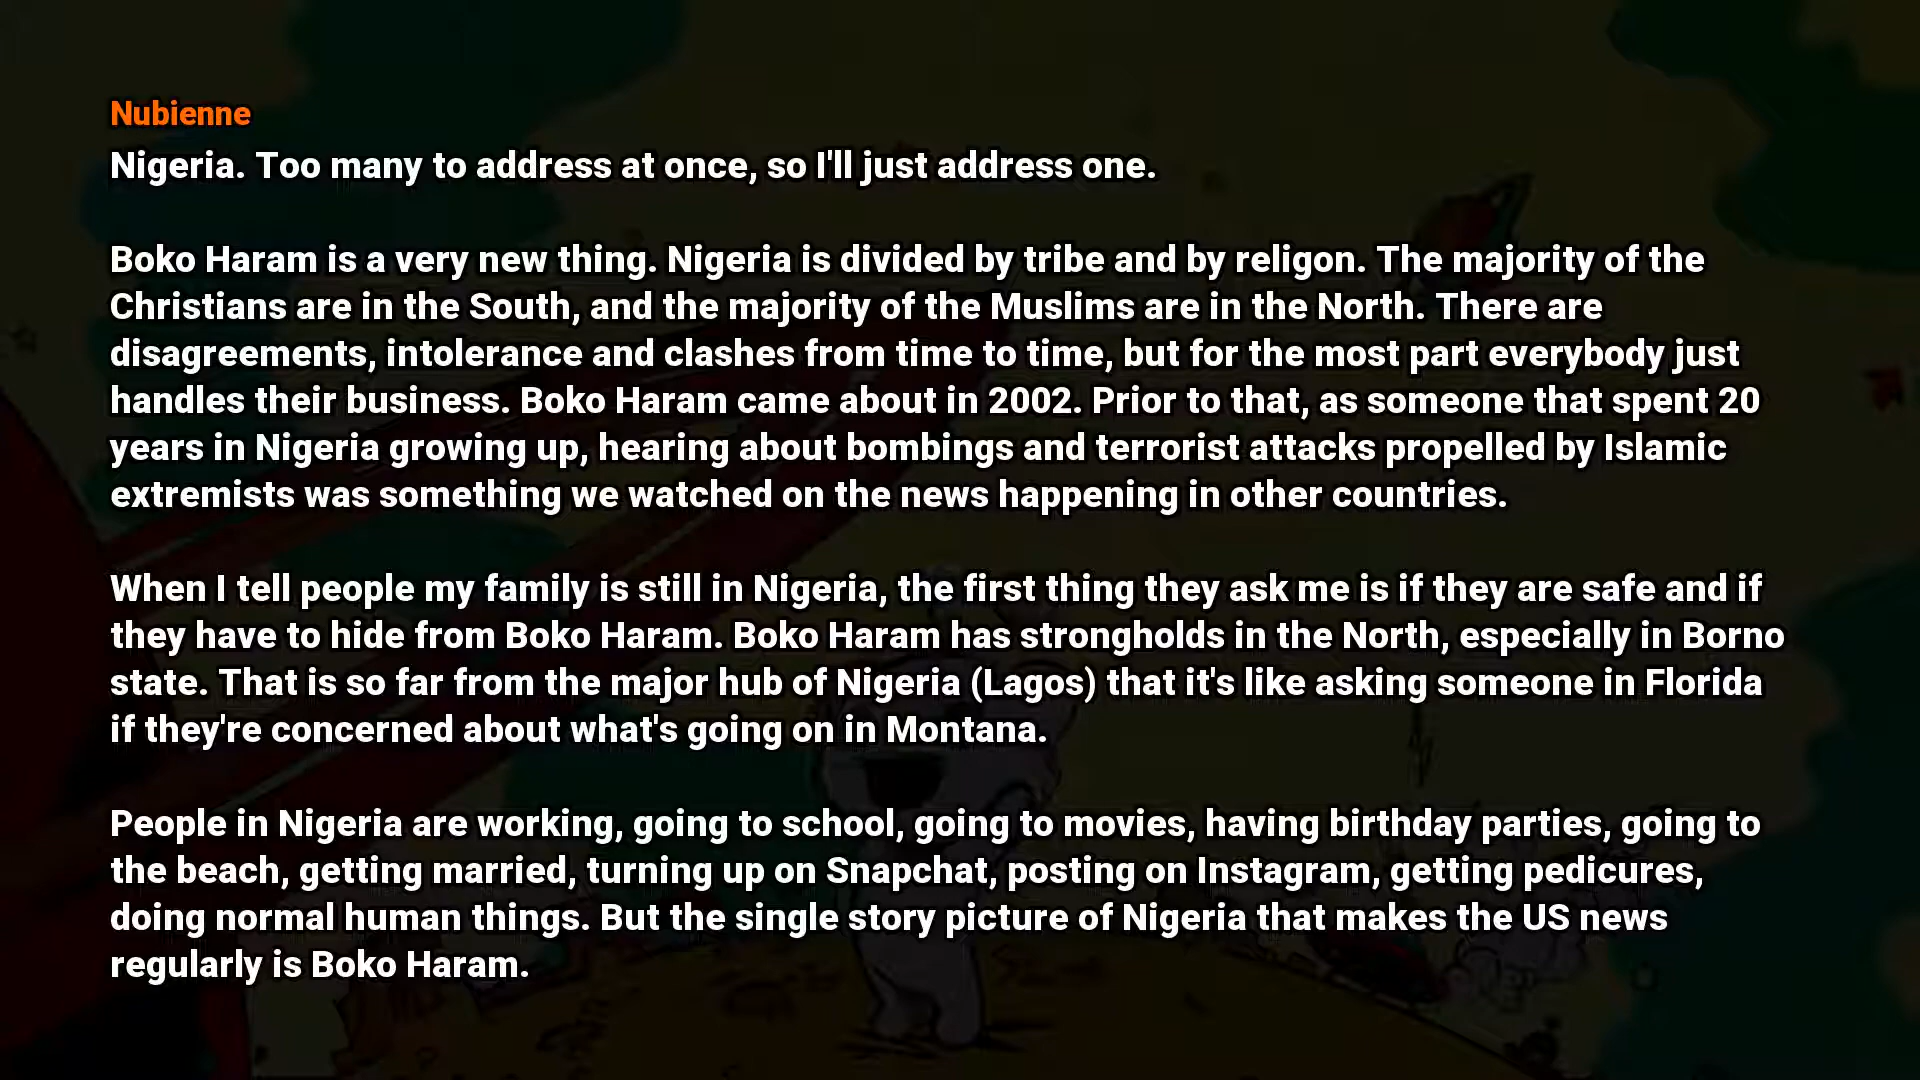 Nubienne
Nigeria. Too many to address at once, so I'll just address one.
Boko Haram is a very new thing. Nigeria is divided by tribe and by religon. The majority of the
Christians are in the South, and the majority of the Muslims are in the North. There are
disagreements, intolerance and clashes from time to time, but for the most part everybody just
handles their business. Boko Haram came about in 2002. Prior to that, as someone that spent 20
years in Nigeria growing up, hearing about bombings and terrorist attacks propelled by Islamic
extremists was something we watched on the news happening in other countries.
When I tell people my family is still in Nigeria, the first thing they ask me is if they are safe and if
they have to hide from Boko Haram. Boko Haram has strongholds in the North, especially in Borno
state. That is so far from the major hub of Nigeria (Lagos) that it's like asking someone in Florida
if they're concerned about what's going on in Montana.
People in Nigeria are working, going to school, going to movies, having birthday parties, going to
the beach, getting married, turning up on Snapchat, posting on Instagram, getting pedicures,
doing normal human things. But the single story picture of Nigeria that makes the US news
regularly is Boko Haram.